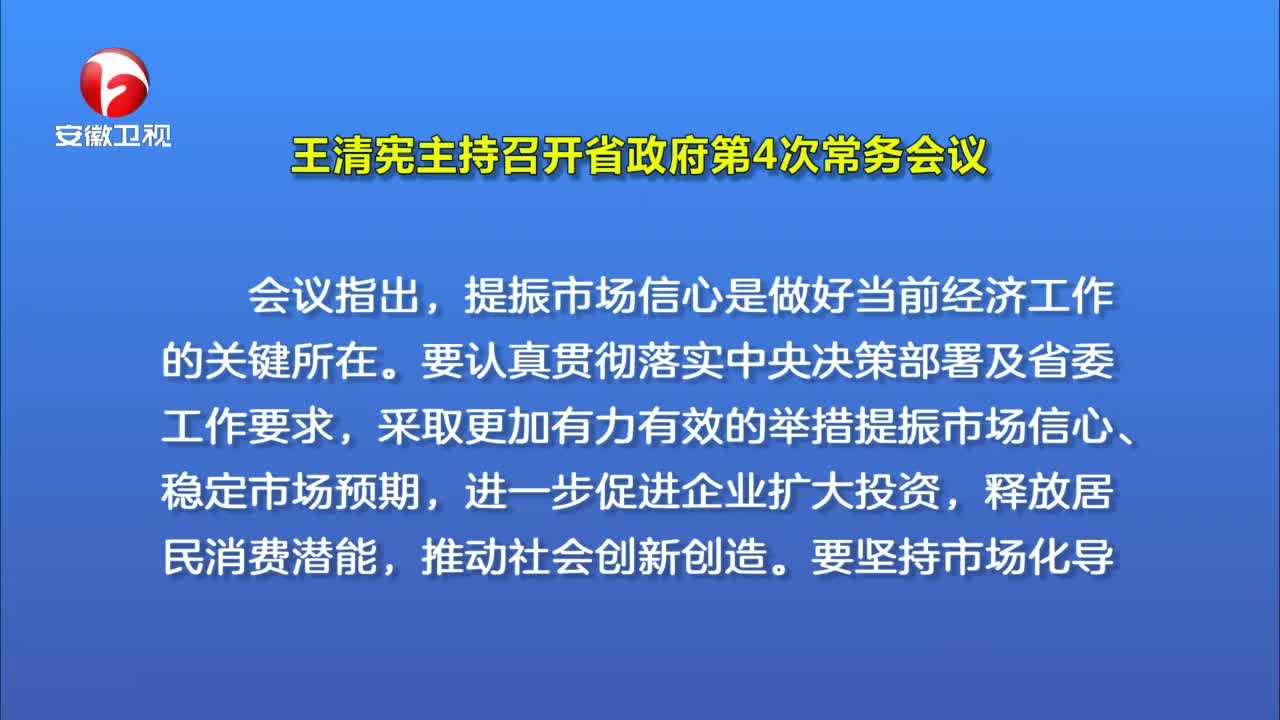 安徽卫视
王清宪主持召开省政府第4次常务会议
会议指出，提振市场信心是做好当前经济工作
的关键所在。要认真贯彻落实中央决策部署及省委
工作要求，采取更加有力有效的举措提振市场信心、
稳定市场预期，进一步促进企业扩大投资，释放居
民消费潜能，推动社会创新创造。要坚持市场化导